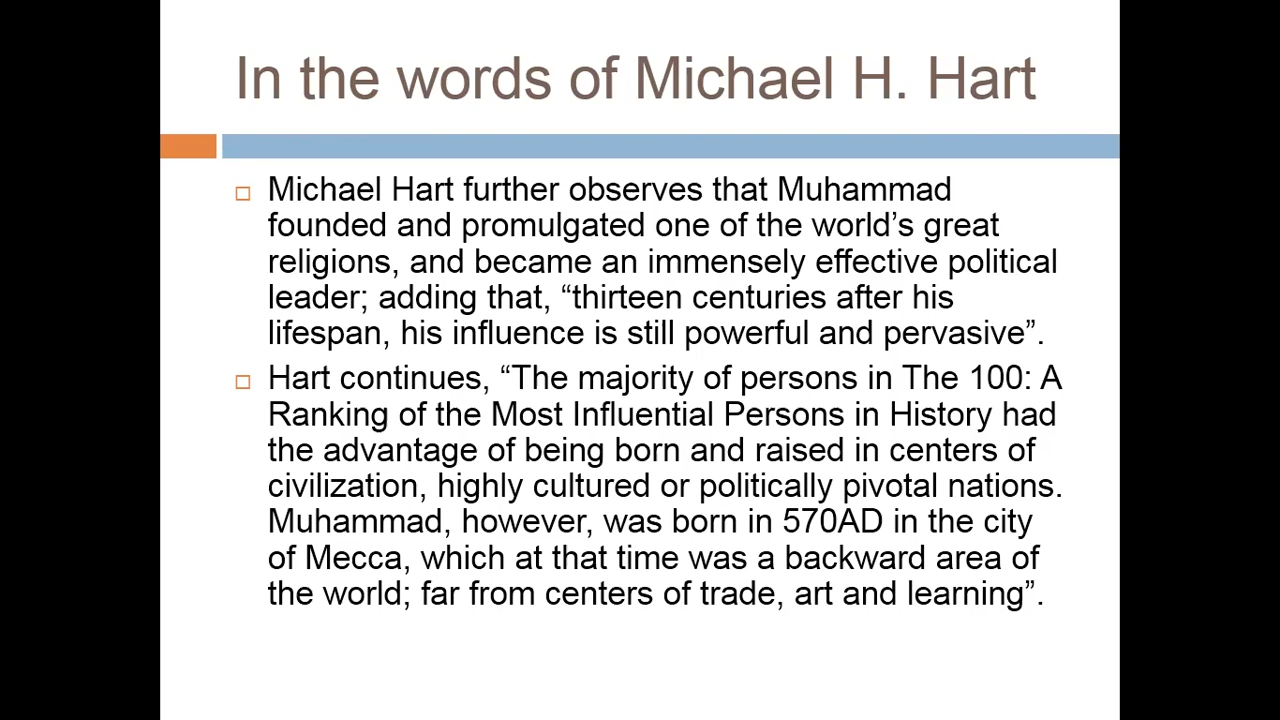 In the words of Michael H. Hart
Michael Hart further observes that Muhammad
founded and promulgated one of the world’s great
religions, and became an immensely effective political
leader; adding that, “thirteen centuries after his
lifespan, his influence is still powerful and pervasive”.
Hart continues, “The majority of persons in The 100: A
Ranking of the Most Influential Persons in History had
the advantage of being born and raised in centers of
civilization, highly cultured or politically pivotal nations.
Muhammad, however, was born in 570AD in the city
of Mecca, which at that time was a backward area of
the world; far from centers of trade, art and learning”.